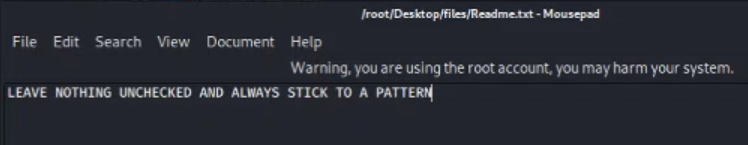 /root/Desktop/files/Readme.txt - Mousepad
File Edit Search View Document Help
Warning, you are using the root account, you may harm your system.
LEAVE NOTHING UNCHECKED AND ALWAYS STICK TO A PATTERN